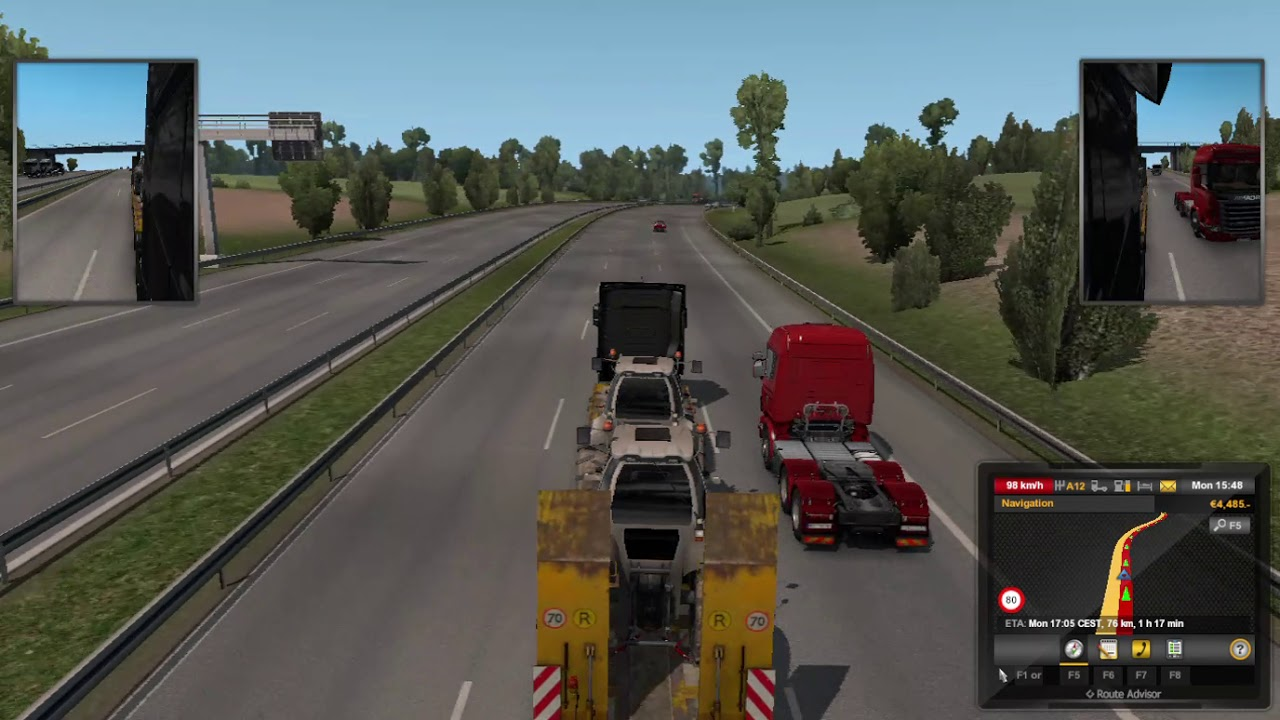 98 km/h A12 Mon 15:48
Navigation €4,485.-
F5
80
ETA: Mon 17:05 CEST, 76 km, 1 h 17 min
?
F1 or F5 F6 F7 F8
Route Advisor
70 R R 70